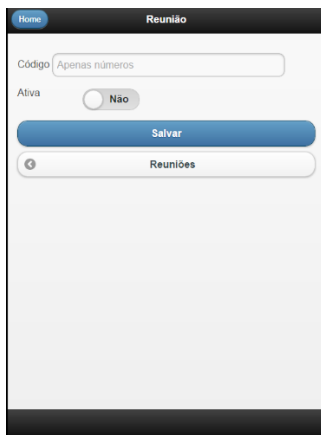 Home Reunião
Código Apenas números
Ativa Não
Salvar
Reuniões